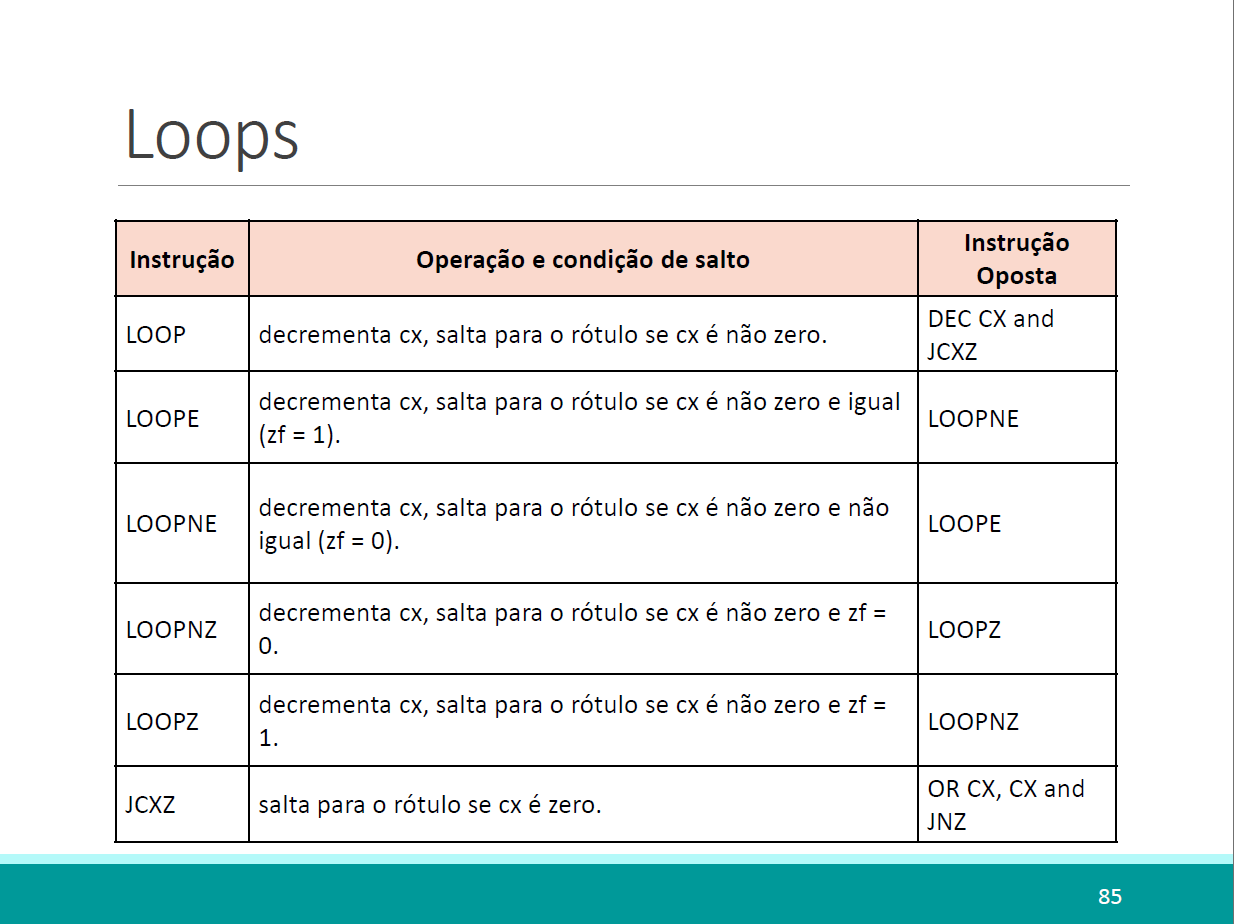 Loops
Instrução
Operação e condição de salto
Instrução
Oposta
LOOP
decrementa cx, salta para o rótulo se cx é não zero.
DEC CX and
JCXZ
LOOPE
decrementa cx, salta para o rótulo se cx é não zero e igual
(zf = 1).
LOOPNE
LOOPNE
decrementa cx, salta para o rótulo se cx é não zero e não
igual (zf = 0).
LOOPE
LOOPNZ
decrementa cx, salta para o rótulo se cx é não zero e zf =
0.
LOOPZ
LOOPZ
decrementa cx, salta para o rótulo se cx é não zero e zf =
1.
LOOPNZ
JCXZ
salta para o rótulo se cx é zero.
OR CX, CX and
JNZ
85